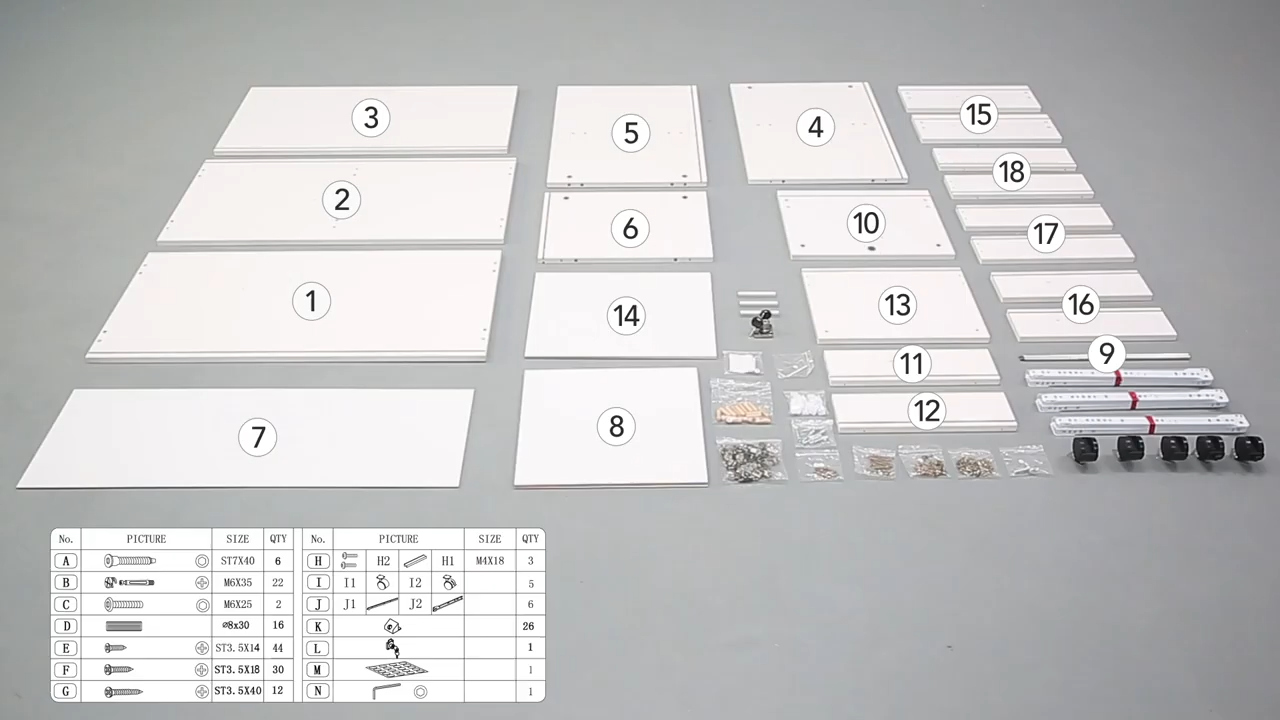 3
5
4
15
2
18
6
10
17
1
14
13
16
9
11
8
12
7
No. PICTURE SIZE QTY
A ST7X40 6
B M6X35 22
C M6X25 2
D ⌀8x30 16
E ST3.5X14 44
F ST3.5X18 30
G ST3.5X40 12
No. PICTURE SIZE QTY
H H2 H1 M4X18 3
I I1 I2 5
J J1 J2 6
K 26
L 1
M 1
N 1